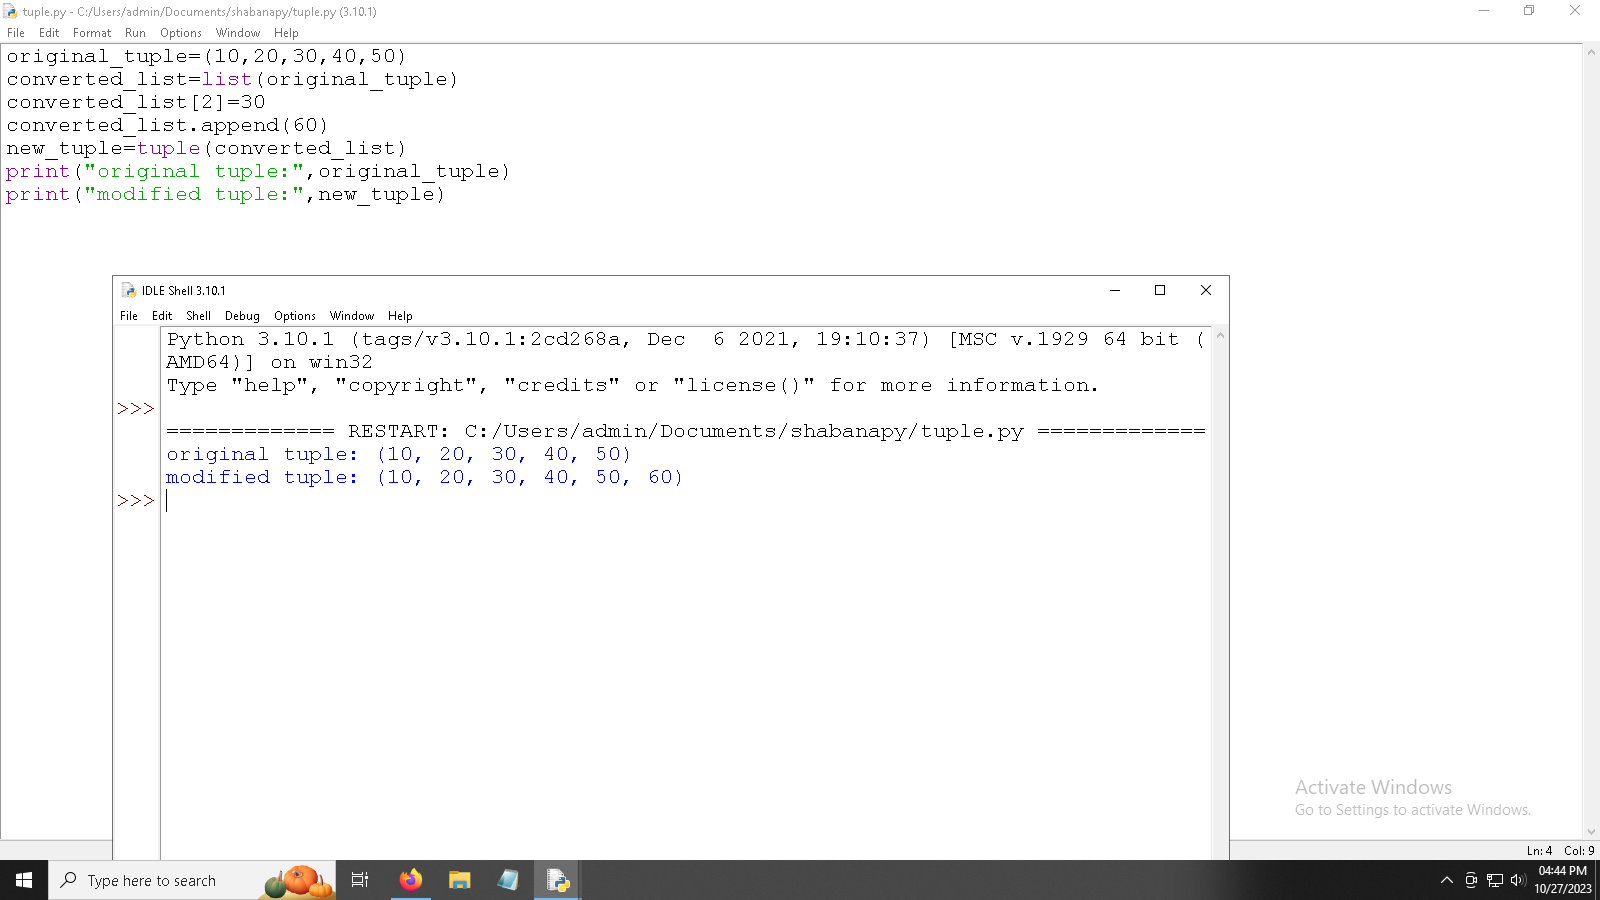 tuple.py - C:/Users/admin/Documents/shabanapy/tuple.py (3.10.1)
File Edit Format Run Options Window Help
original_tuple=(10,20,30,40,50)
converted_list=list(original_tuple)
converted_list[2]=30
converted_list.append(60)
new_tuple=tuple(converted_list)
print("original tuple:",original_tuple)
print("modified tuple:",new_tuple)
IDLE Shell 3.10.1
File Edit Shell Debug Options Window Help
Python 3.10.1 (tags/v3.10.1:2cd268a, Dec  6 2021, 19:10:37) [MSC v.1929 64 bit (
AMD64)] on win32
Type "help", "copyright", "credits" or "license()" for more information.
>>>
============= RESTART: C:/Users/admin/Documents/shabanapy/tuple.py =============
original tuple: (10, 20, 30, 40, 50)
modified tuple: (10, 20, 30, 40, 50, 60)
>>>
Activate Windows
Go to Settings to activate Windows.
Ln: 4 Col: 9
Type here to search
04:44 PM
10/27/2023